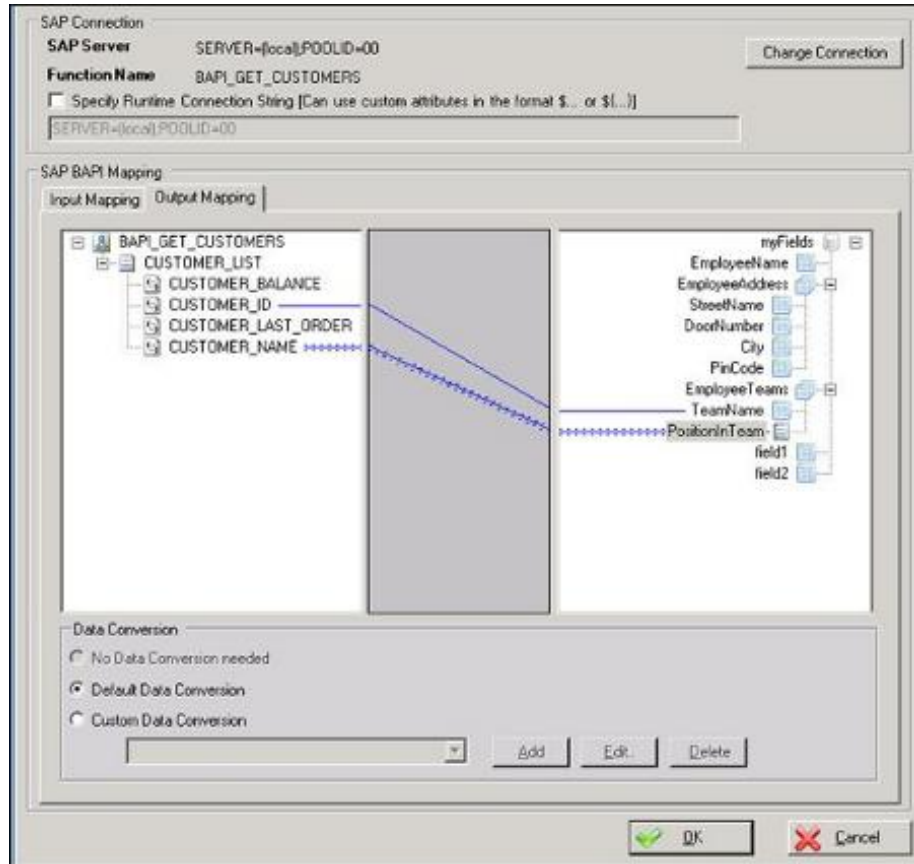 SAP Connection
SAP Server SERVER=(local);POOLID=00
Change Connection
Function Name BAPI_GET_CUSTOMERS
Specify Runtime Connection String [Can use custom attributes in the format $... or $(...)]
SERVER=(local);POOLID=00
SAP BAPI Mapping
Input Mapping Output Mapping
BAPI_GET_CUSTOMERS
CUSTOMER_LIST
CUSTOMER_BALANCE
CUSTOMER_ID
CUSTOMER_LAST_ORDER
CUSTOMER_NAME
myFields
EmployeeName
EmployeeAddress
StreetName
DoorNumber
City
PinCode
EmployeeTeams
TeamName
PositionInTeam
field1
field2
Data Conversion
No Data Conversion needed
Default Data Conversion
Custom Data Conversion
Add Edit.. Delete
OK Cancel